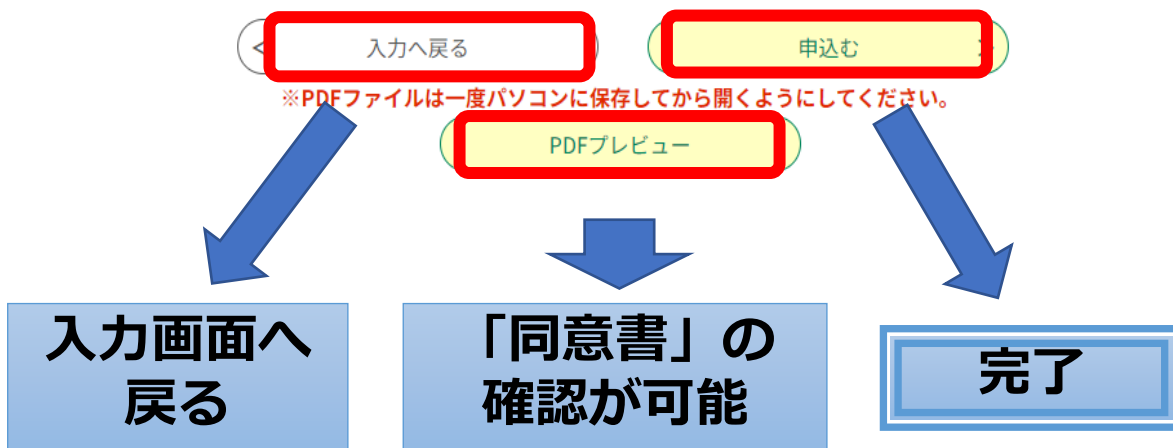 < 入力へ戻る
申込む >
※PDFファイルは一度パソコンに保存してから開くようにしてください。
PDFプレビュー
入力画面へ
戻る
「同意書」の
確認が可能
完了